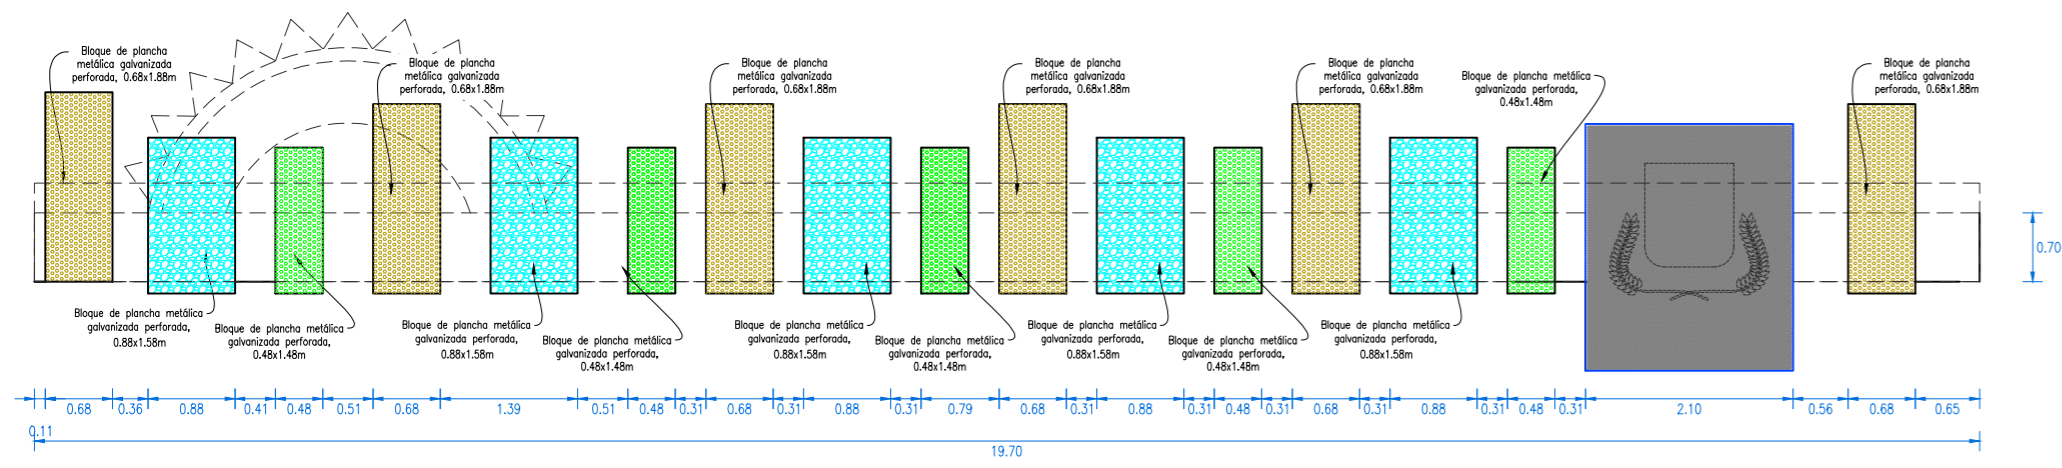 Bloque de plancha
metálica galvanizada
perforada, 0.68x1.88m
Bloque de plancha
metálica galvanizada
perforada, 0.68x1.88m
Bloque de plancha
metálica galvanizada
perforada, 0.68x1.88m
Bloque de plancha
metálica galvanizada
perforada, 0.68x1.88m
Bloque de plancha
metálica galvanizada
perforada, 0.68x1.88m
Bloque de plancha metálica
galvanizada perforada,
0.48x1.48m
Bloque de plancha
metálica galvanizada
perforada, 0.68x1.88m
0.70
Bloque de plancha metálica
galvanizada perforada,
0.88x1.58m
Bloque de plancha metálica
galvanizada perforada,
0.48x1.48m
Bloque de plancha metálica
galvanizada perforada,
0.88x1.58m
Bloque de plancha metálica
galvanizada perforada,
0.48x1.48m
Bloque de plancha metálica
galvanizada perforada,
0.88x1.58m
Bloque de plancha metálica
galvanizada perforada,
0.48x1.48m
Bloque de plancha metálica
galvanizada perforada,
0.88x1.58m
Bloque de plancha metálica
galvanizada perforada,
0.48x1.48m
Bloque de plancha metálica
galvanizada perforada,
0.88x1.58m
0.68 0.36 0.88 0.41 0.48 0.51 0.68 1.39 0.51 0.48 0.31 0.68 0.31 0.88 0.31 0.79 0.68 0.31 0.88 0.31 0.48 0.31 0.68 0.31 0.88 0.31 0.48 0.31 2.10 0.56 0.68 0.65
0.11
19.70